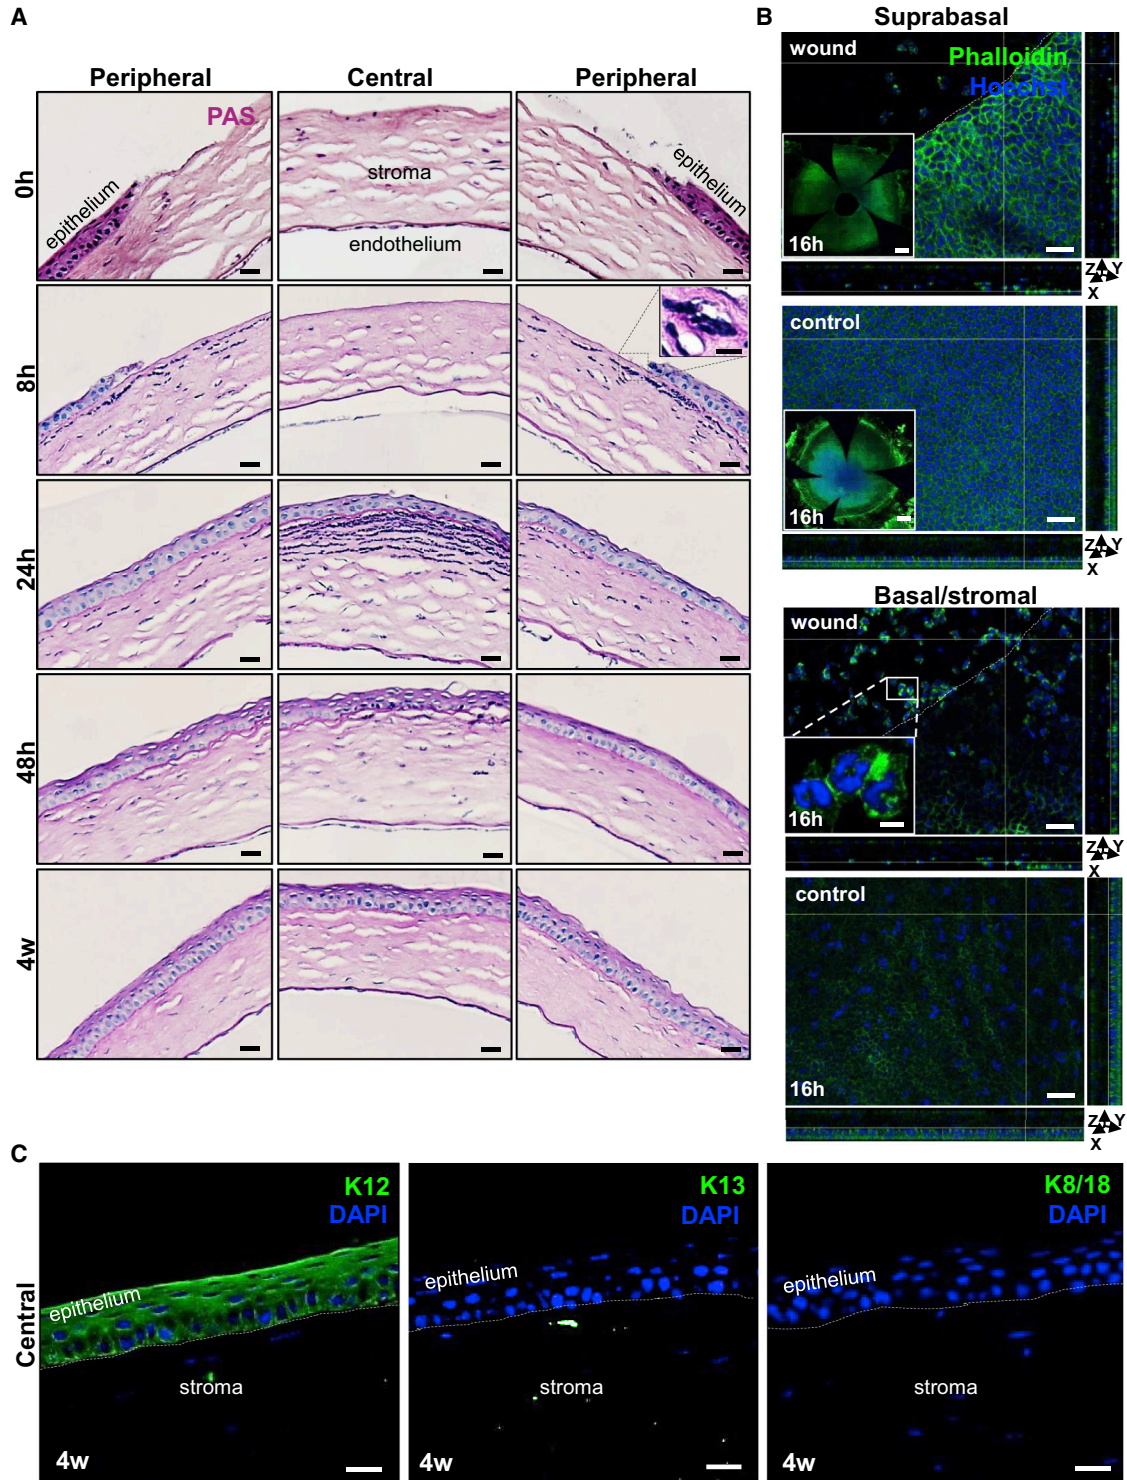 A
Peripheral
Central
Peripheral
0h
PAS
epithelium
stroma
endothelium
epithelium
8h
24h
48h
4w
B
Suprabasal
wound
Phalloidin
Hoechst
16h
Z Y
X
control
16h
Z Y
X
Basal/stromal
wound
16h
Z Y
X
control
16h
Z Y
X
C
Central
K12
DAPI
epithelium
stroma
4w
K13
DAPI
epithelium
stroma
4w
K8/18
DAPI
epithelium
stroma
4w